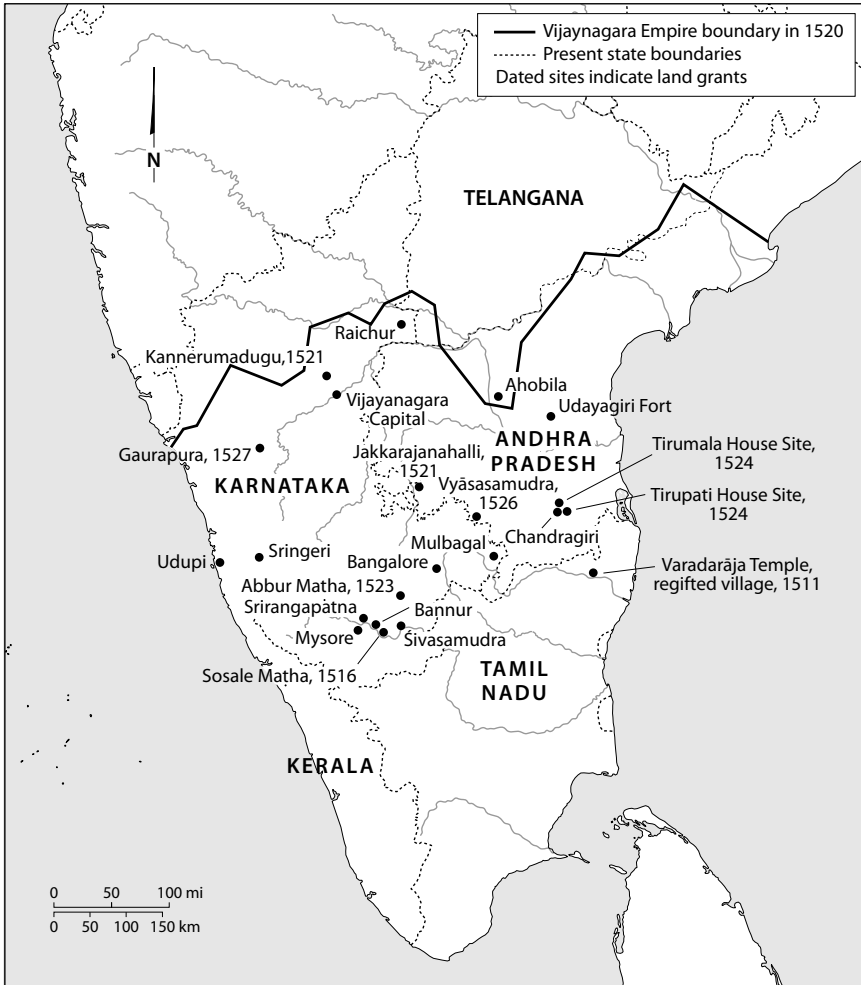 Vijaynagara Empire boundary in 1520
Present state boundaries
Dated sites indicate land grants
N
TELANGANA
Raichur
Kannerumadugu,1521
Ahobila
Vijayanagara
Capital
Udayagiri Fort
ANDHRA
PRADESH
Gaurapura, 1527
Jakkarajanahalli,
1521
Tirumala House Site,
1524
KARNATAKA
Vyāsasamudra,
1526
Tirupati House Site,
1524
Chandragiri
Mulbagal
Udupi
Sringeri
Bangalore
Varadarāja Temple,
regifted village, 1511
Abbur Matha, 1523
Srirangapatna
Bannur
Mysore
Śivasamudra
Sosale Matha, 1516
TAMIL
NADU
KERALA
0 50 100 mi
0 50 100 150 km